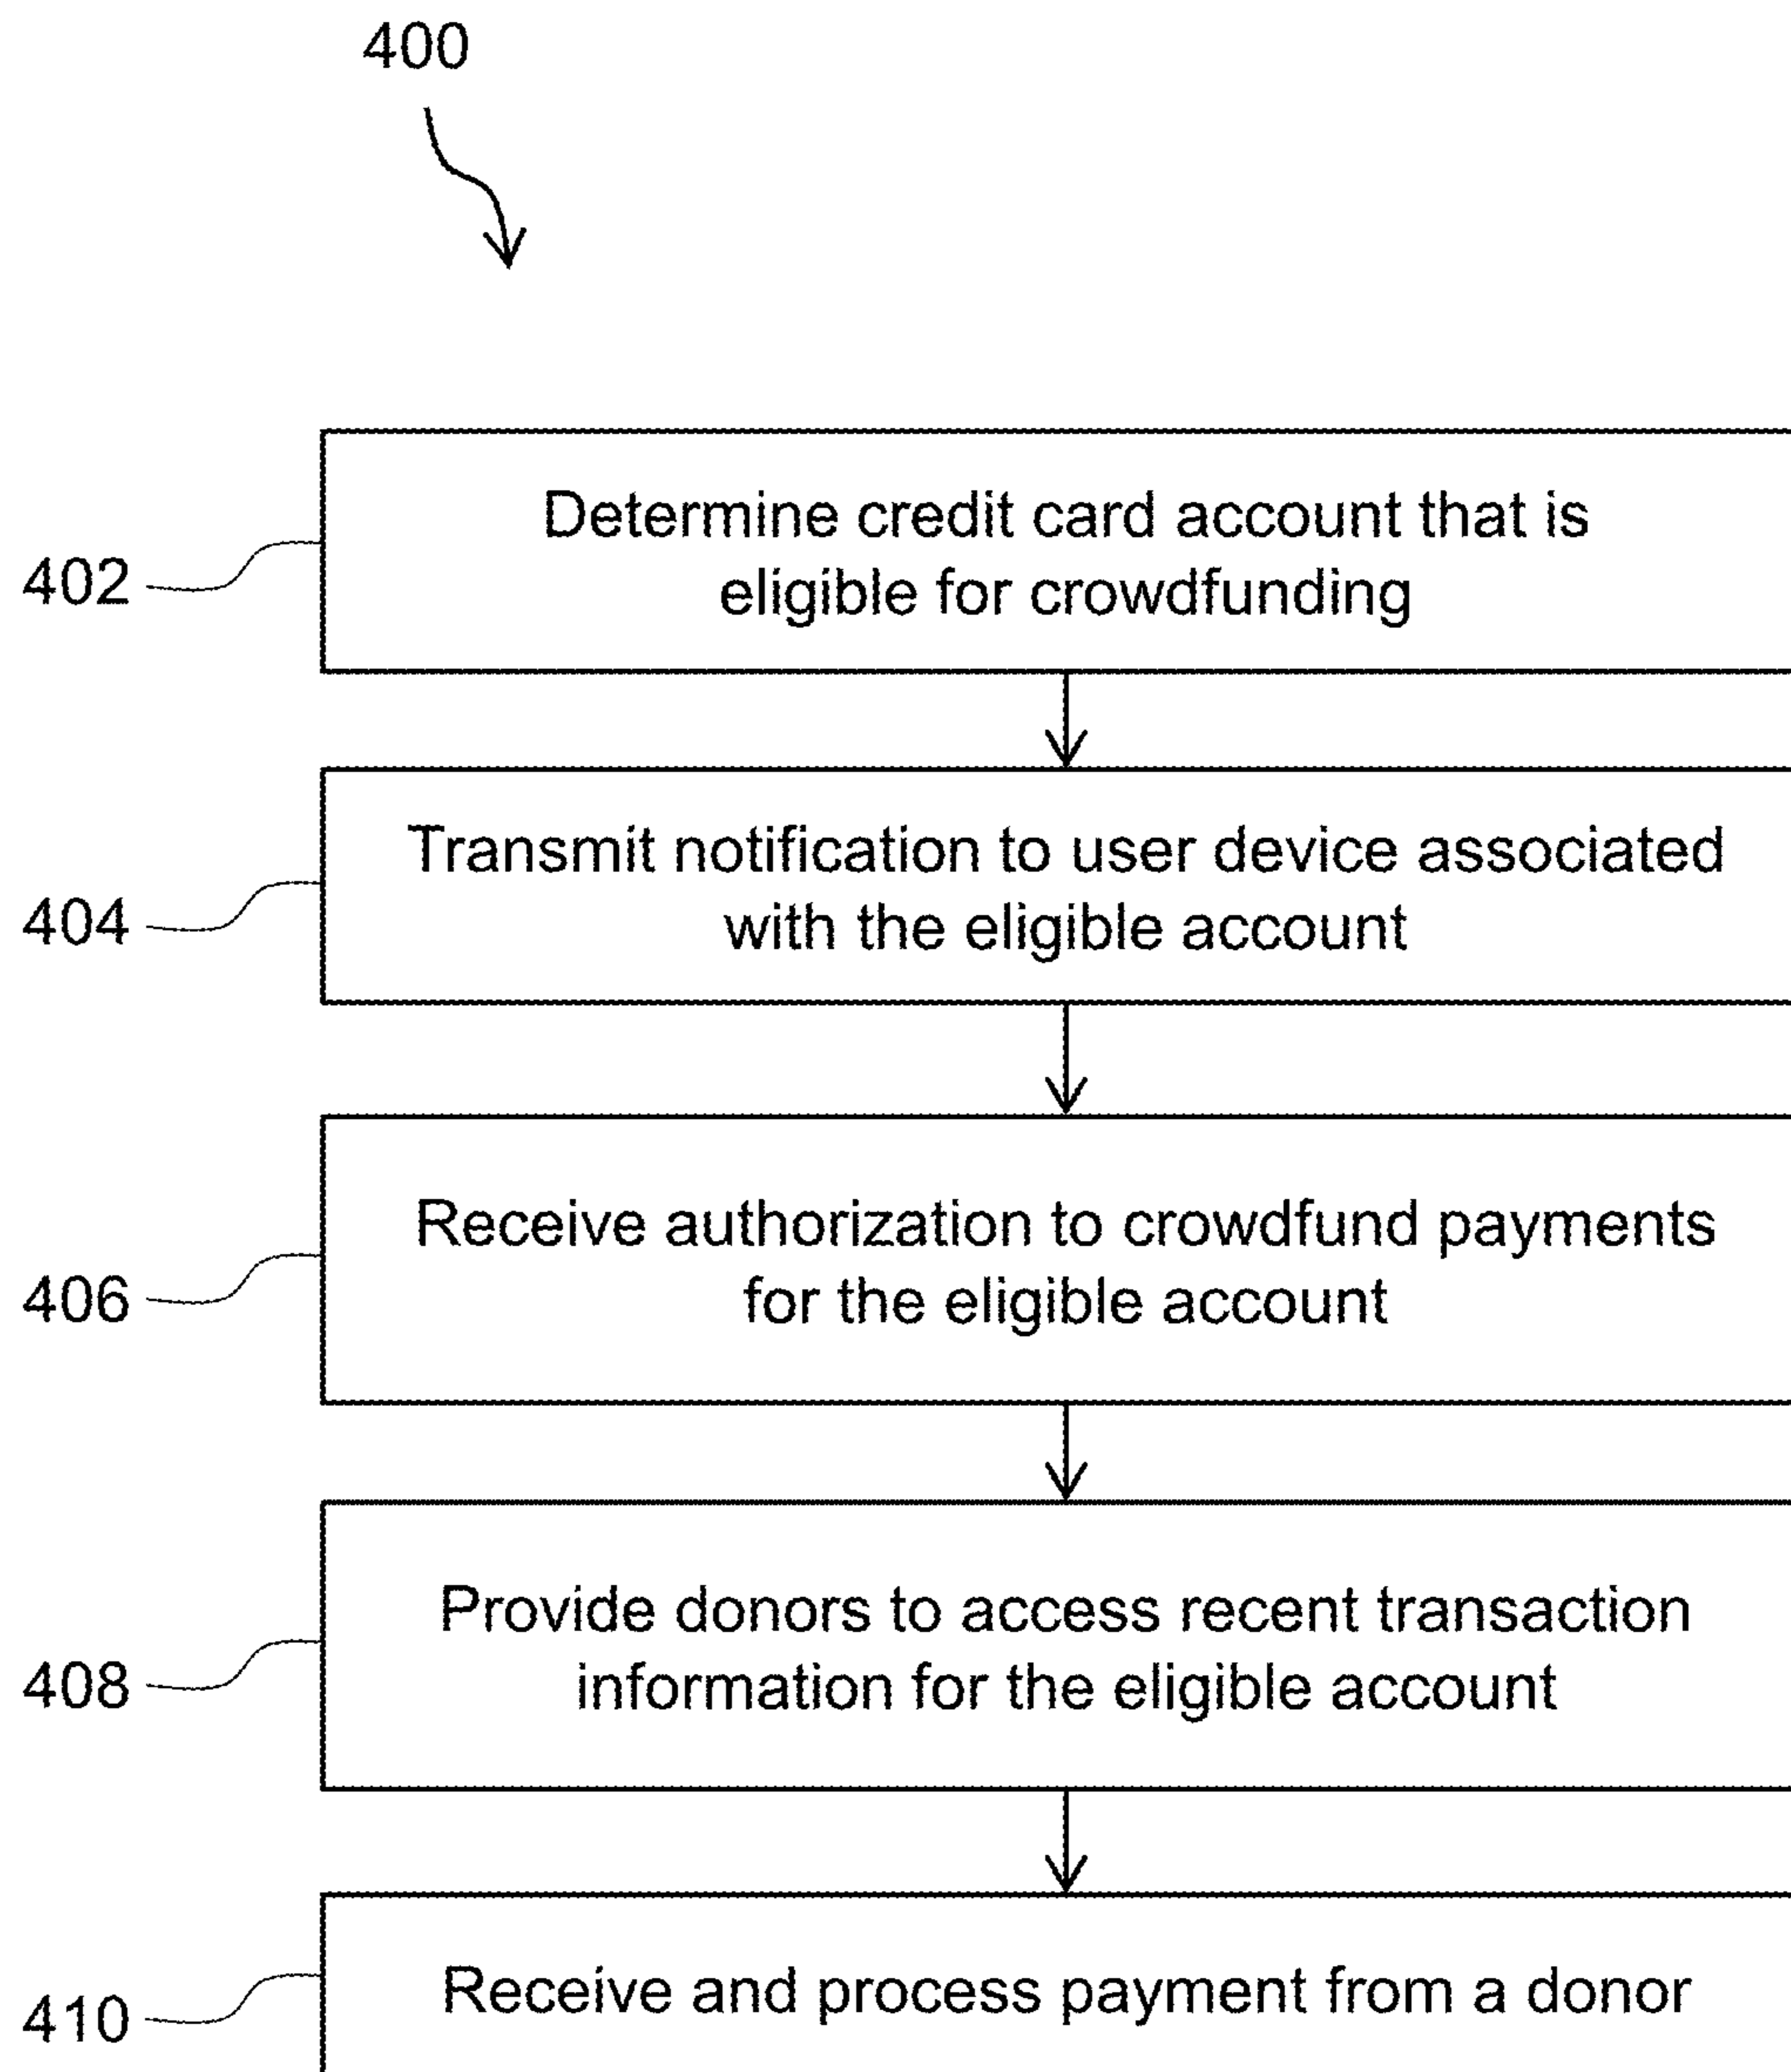 400
402
Determine credit card account that is
eligible for crowdfunding
404
Transmit notification to user device associated
with the eligible account
406
Receive authorization to crowdfund payments
for the eligible account
408
Provide donors to access recent transaction
information for the eligible account
410
Receive and process payment from a donor